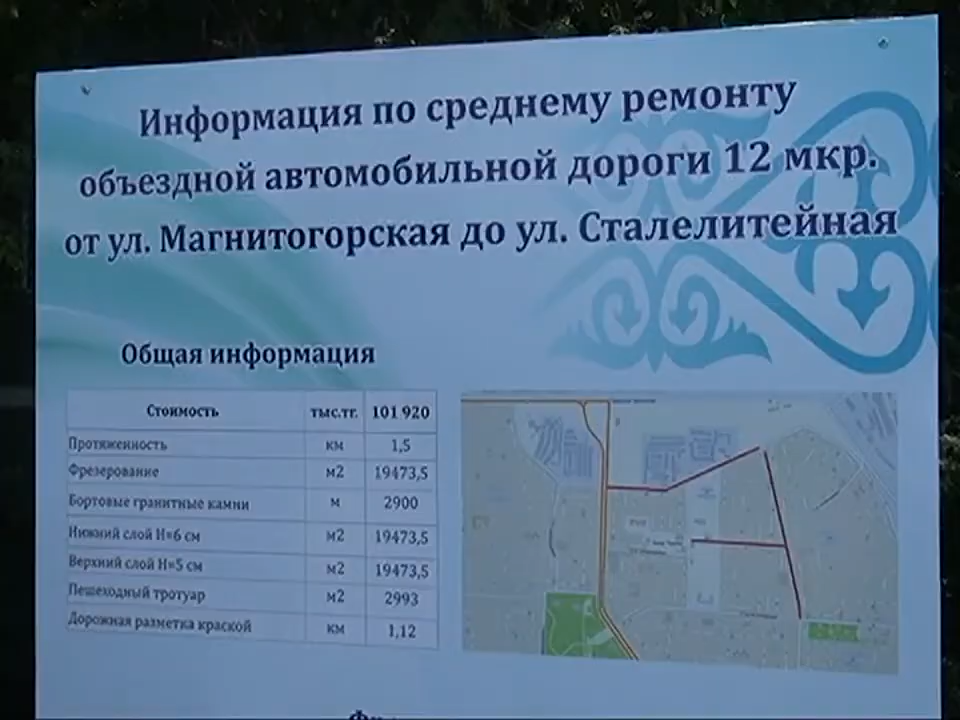 Информация по среднему ремонту
объездной автомобильной дороги 12 мкр.
от ул. Магнитогорская до ул. Сталелитейная
Общая информация
Стоимость тыс.тг. 101 920
Протяженность км 1,5
Фрезерование м2 19473,5
Бортовые гранитные камни м 2900
Нижний слой H=6 см м2 19473,5
Верхний слой H=5 см м2 19473,5
Пешеходный тротуар м2 2993
Дорожная разметка краской км 1,12